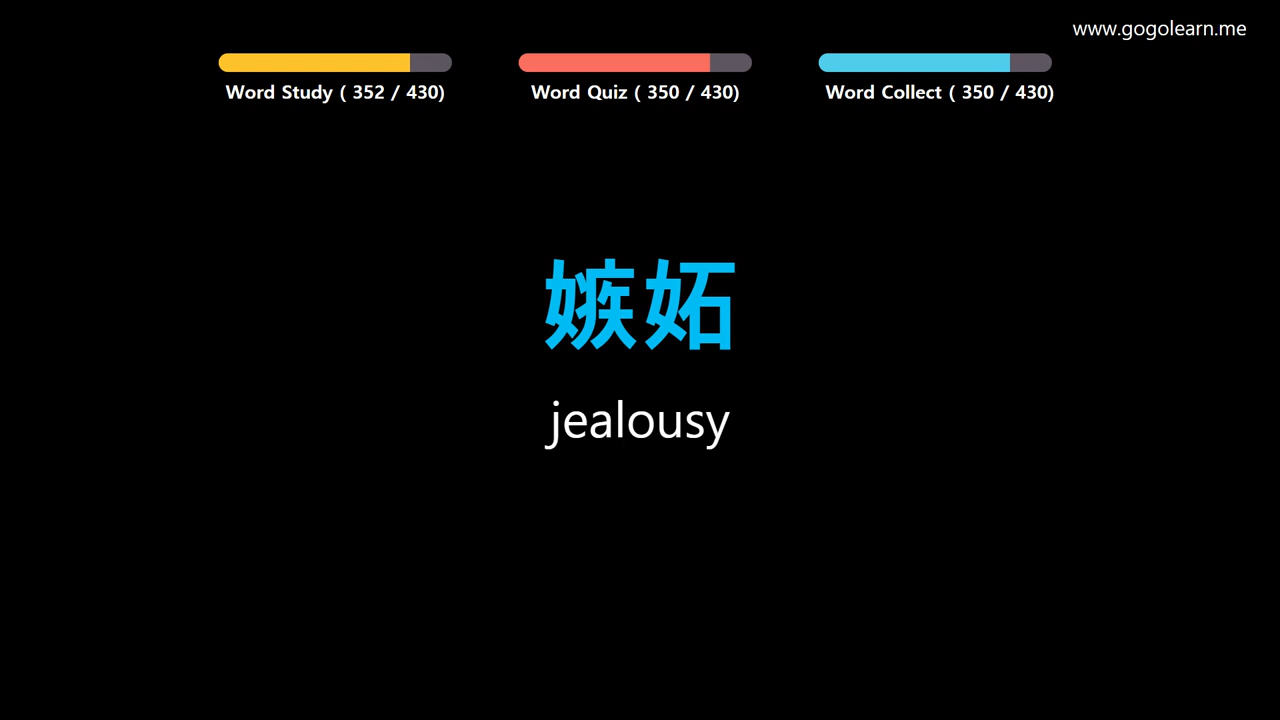 www.gogolearn.me
Word Study ( 352 / 430)
Word Quiz ( 350 / 430)
Word Collect ( 350 / 430)
嫉妬
jealousy